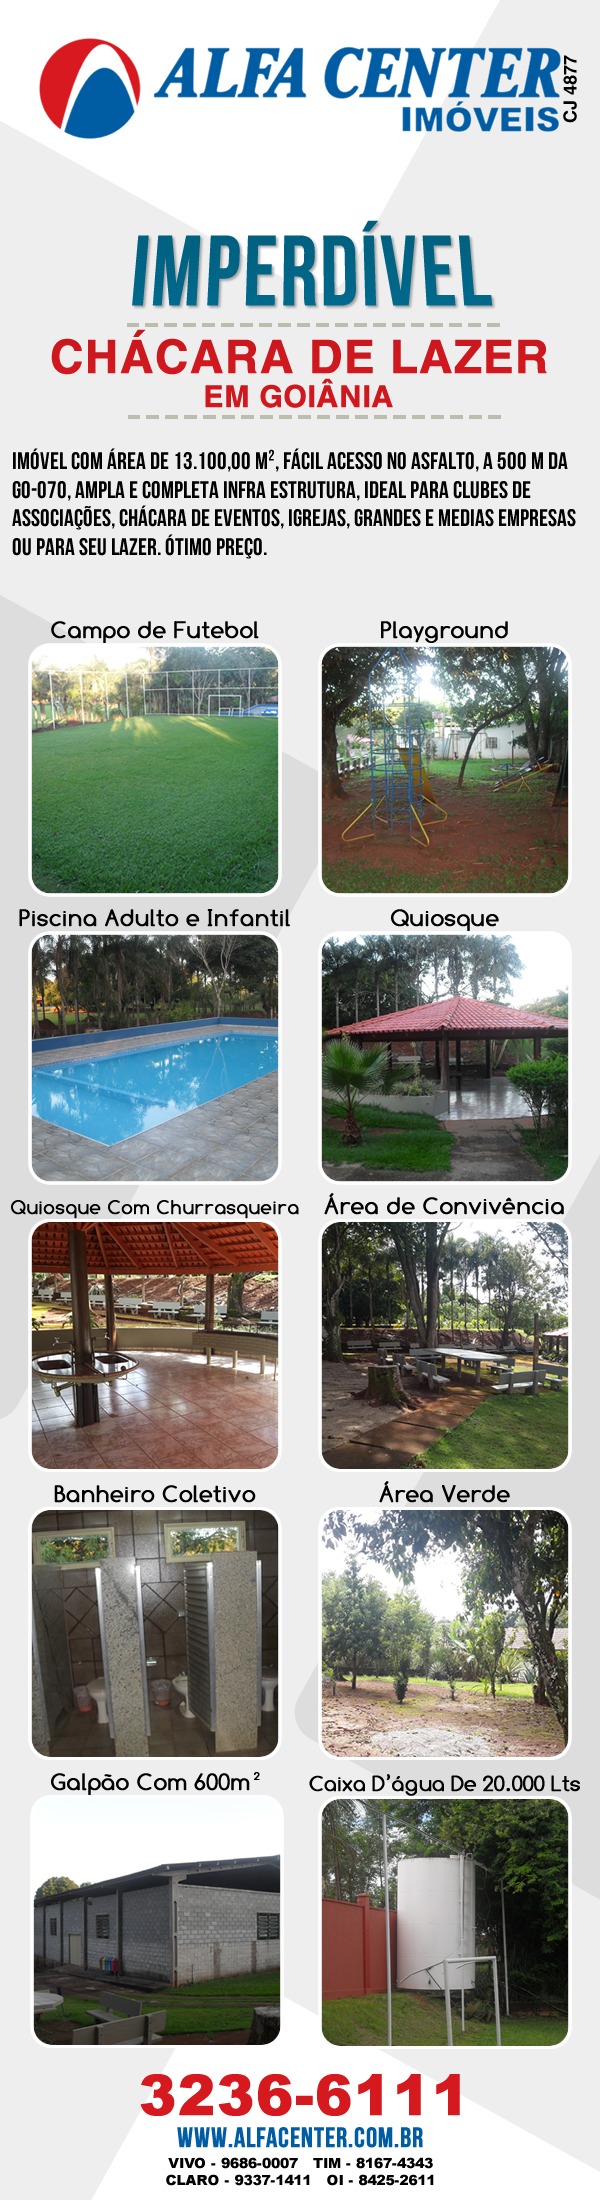 ALFA CENTER
IMÓVEIS
CJ 4877
IMPERDÍVEL
CHÁCARA DE LAZER
EM GOIÂNIA
IMÓVEL COM ÁREA DE 13.100,00 M², FÁCIL ACESSO NO ASFALTO, A 500 M DA
GO-070, AMPLA E COMPLETA INFRA ESTRUTURA, IDEAL PARA CLUBES DE
ASSOCIAÇÕES, CHÁCARA DE EVENTOS, IGREJAS, GRANDES E MEDIAS EMPRESAS
OU PARA SEU LAZER. ÓTIMO PREÇO.
Campo de Futebol
Playground
Piscina Adulto e Infantil
Quiosque
Quiosque Com Churrasqueira
Área de Convivência
Banheiro Coletivo
Área Verde
Galpão Com 600m²
Caixa D'água De 20.000 Lts
3236-6111
WWW.ALFACENTER.COM.BR
VIVO - 9686-0007 TIM - 8167-4343
CLARO - 9337-1411 OI - 8425-2611